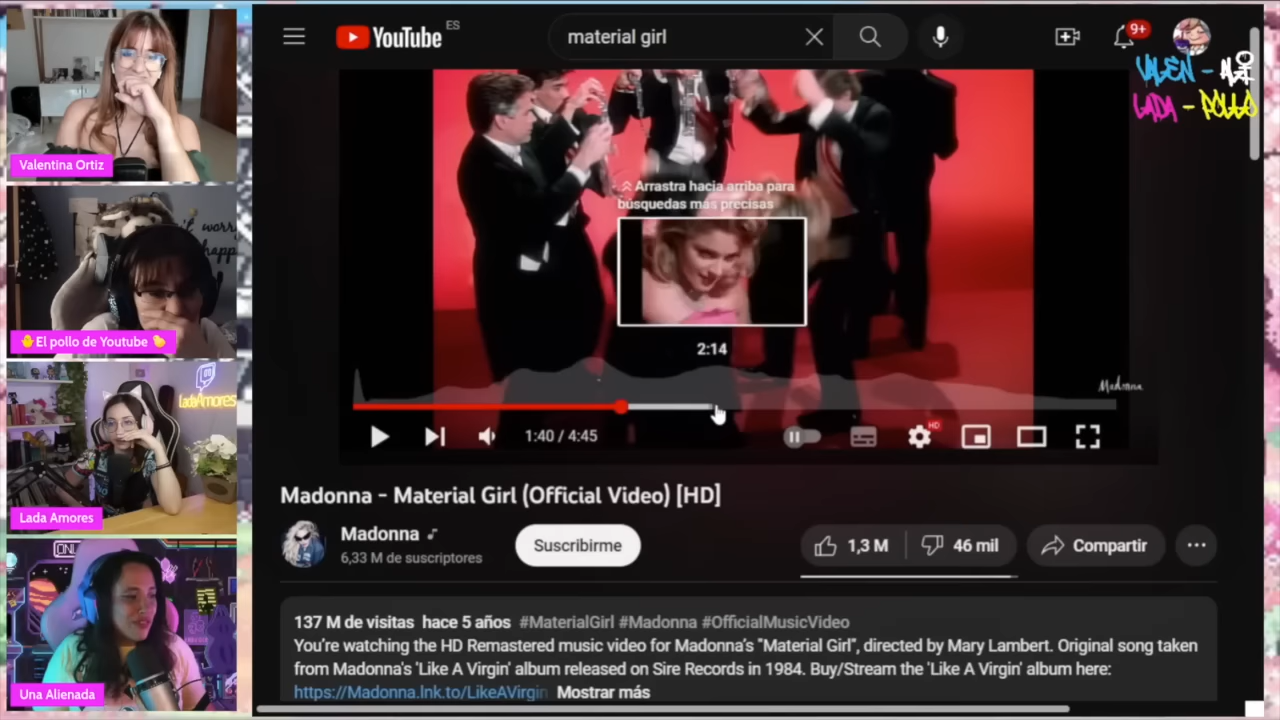 YouTube
ES
material girl
9+
VALEN - ALI
LADA - POLLO
Valentina Ortiz
Arrastra hacia arriba para
búsquedas más precisas
2:14
Madonna
🐥El pollo de Youtube
1:40 / 4:45
HD
LadaAmores
Lada Amores
Madonna - Material Girl (Official Video) [HD]
Madonna
6,33 M de suscriptores
Suscribirme
1,3 M
46 mil
Compartir
Una Alienada
137 M de visitas hace 5 años #MaterialGirl #Madonna #OfficialMusicVideo
You're watching the HD Remastered music video for Madonna's "Material Girl", directed by Mary Lambert. Original song taken
from Madonna's 'Like A Virgin' album released on Sire Records in 1984. Buy/Stream the 'Like A Virgin' album here:
https://Madonna.lnk.to/LikeAVirgin Mostrar más